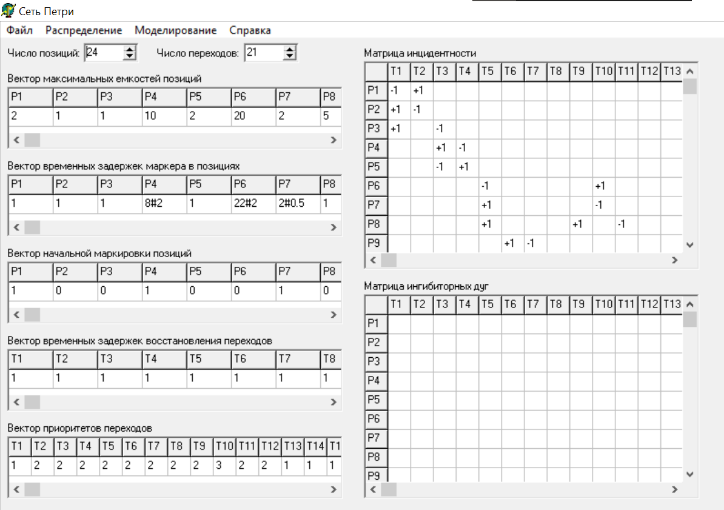 Сеть Петри
Файл Распределение Моделирование Справка
Число позиций: 24 Число переходов: 21
Вектор максимальных емкостей позиций
P1 P2 P3 P4 P5 P6 P7 P8
2 1 1 10 2 20 2 5
Вектор временных задержек маркера в позициях
P1 P2 P3 P4 P5 P6 P7 P8
1 1 1 8#2 1 22#2 2#0.5 1
Вектор начальной маркировки позиций
P1 P2 P3 P4 P5 P6 P7 P8
1 0 0 1 0 0 1 0
Вектор временных задержек восстановления переходов
T1 T2 T3 T4 T5 T6 T7 T8
1 1 1 1 1 1 1 1
Вектор приоритетов переходов
T1 T2 T3 T4 T5 T6 T7 T8 T9 T10 T11 T12 T13 T14 T1
1 2 2 2 2 2 2 2 2 3 2 2 1 1 1
Матрица инцидентности
T1 T2 T3 T4 T5 T6 T7 T8 T9 T10 T11 T12 T13
P1 -1 +1
P2 +1 -1
P3 +1 -1
P4 +1 -1
P5 -1 +1
P6 -1 +1
P7 +1 -1
P8 +1 +1 -1
P9 +1 -1
Матрица ингибиторных дуг
T1 T2 T3 T4 T5 T6 T7 T8 T9 T10 T11 T12 T13
P1
P2
P3
P4
P5
P6
P7
P8
P9